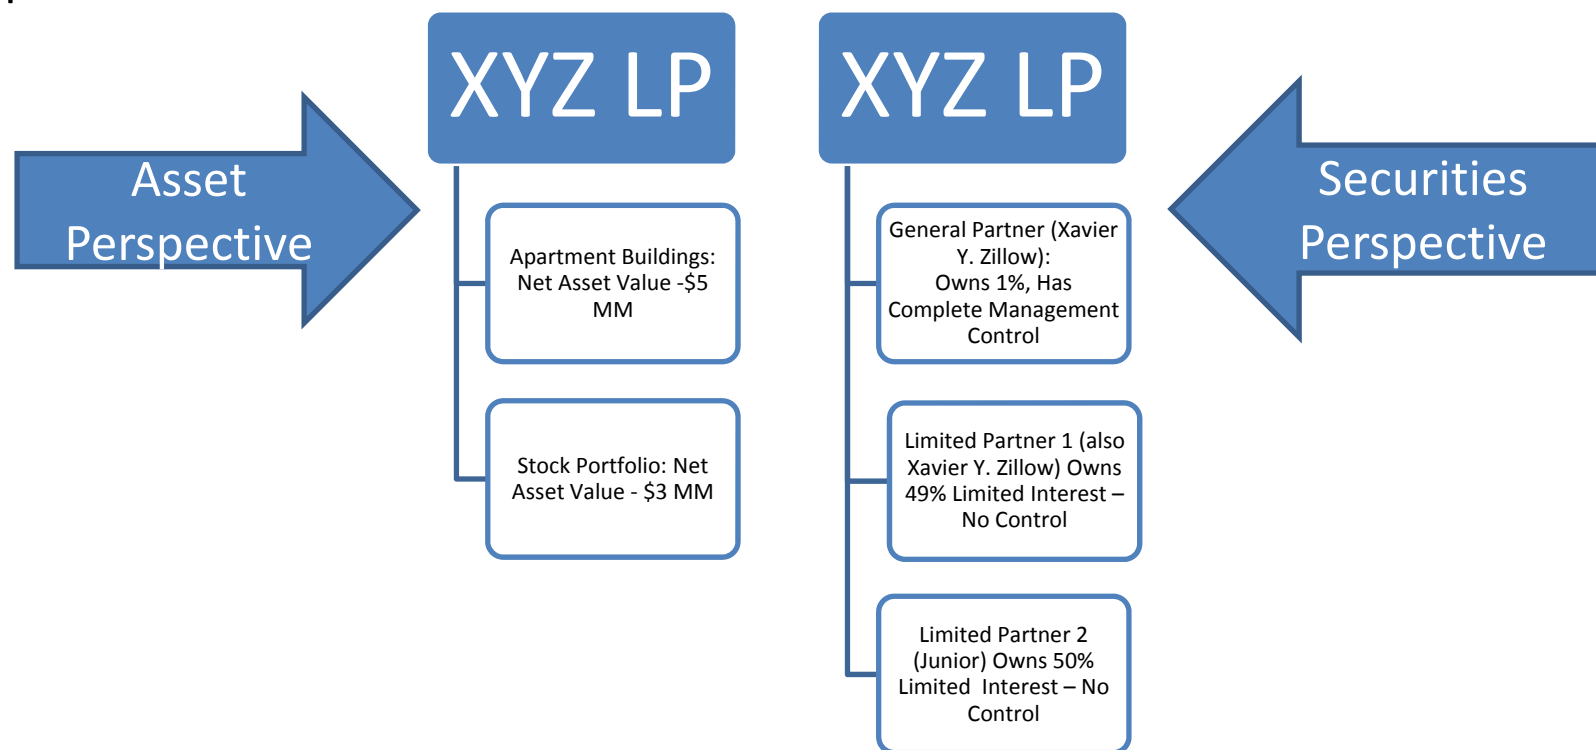 XYZ LP
XYZ LP
Asset
Perspective
Securities
Perspective
Apartment Buildings:
Net Asset Value -$5
MM
Stock Portfolio: Net
Asset Value - $3 MM
General Partner (Xavier
Y. Zillow):
Owns 1%, Has
Complete Management
Control
Limited Partner 1 (also
Xavier Y. Zillow) Owns
49% Limited Interest –
No Control
Limited Partner 2
(Junior) Owns 50%
Limited  Interest – No
Control